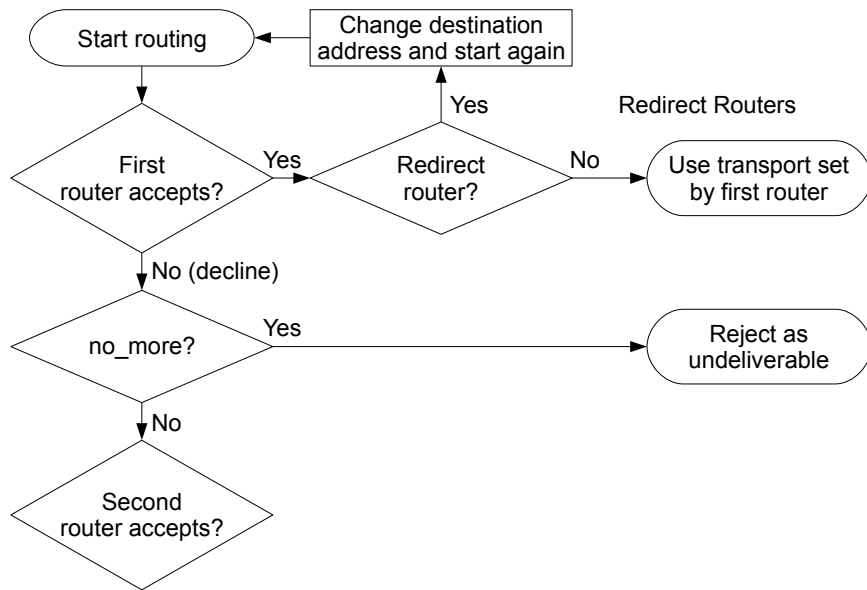 Start routing
Change destination
address and start again
Yes
Redirect Routers
First
router accepts?
Yes
Redirect
router?
No
Use transport set
by first router
No (decline)
no_more?
Yes
Reject as
undeliverable
No
Second
router accepts?